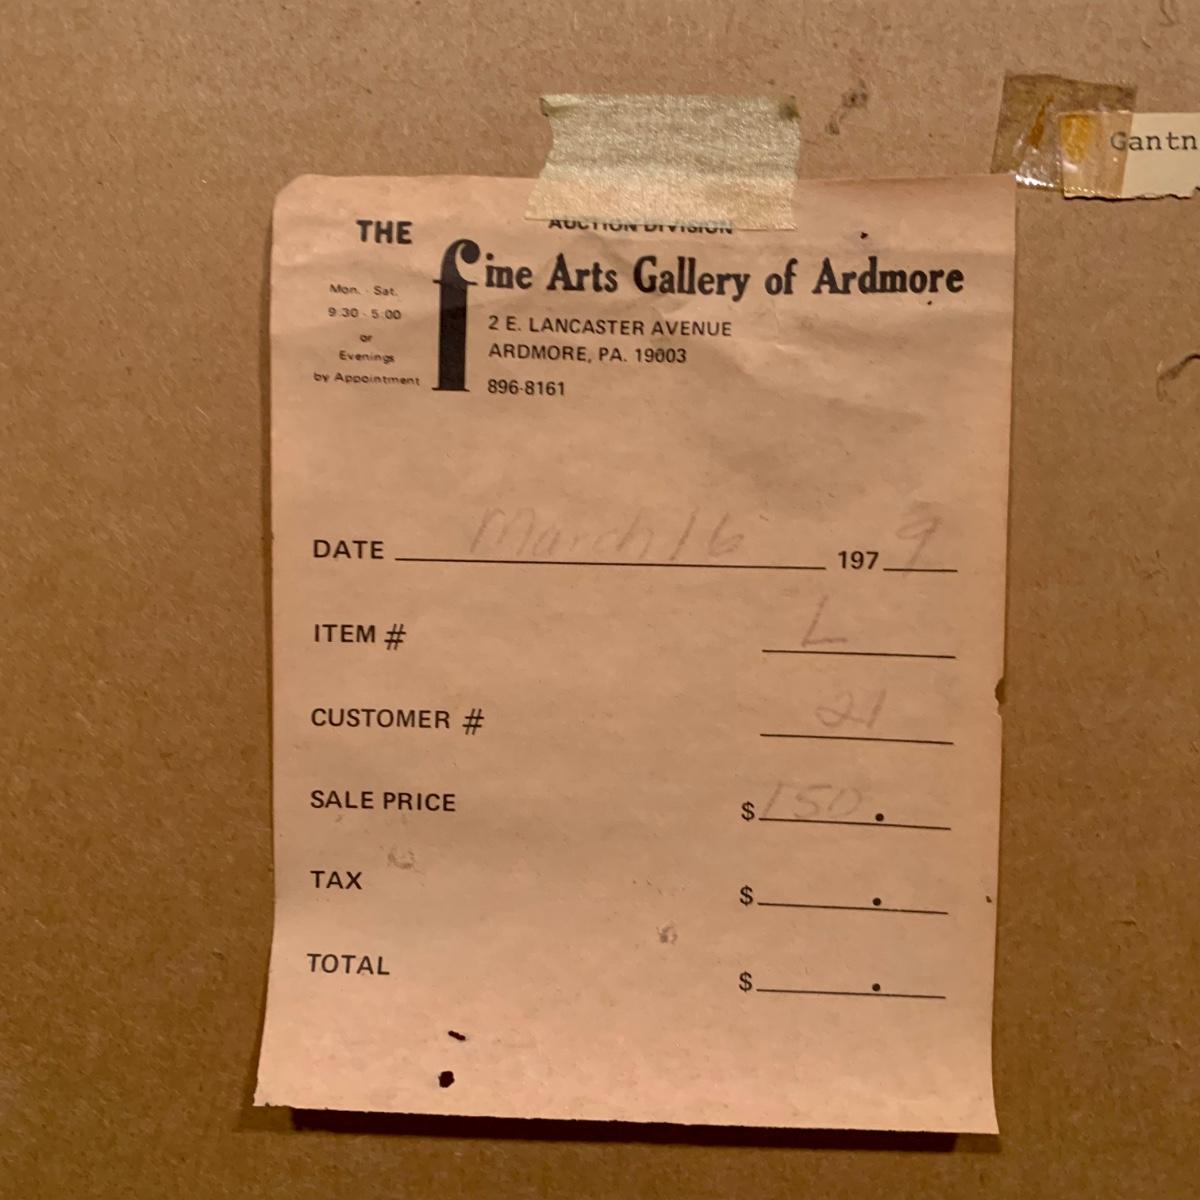 Gantn
AUCTION DIVISION
THE
fine Arts Gallery of Ardmore
Mon. - Sat.
9:30 - 5:00
or
Evenings
by Appointment
2 E. LANCASTER AVENUE
ARDMORE, PA. 19003
896-8161
DATE March 16 1979
ITEM # L
CUSTOMER # 21
SALE PRICE $ 150.
TAX $ .
TOTAL $ .